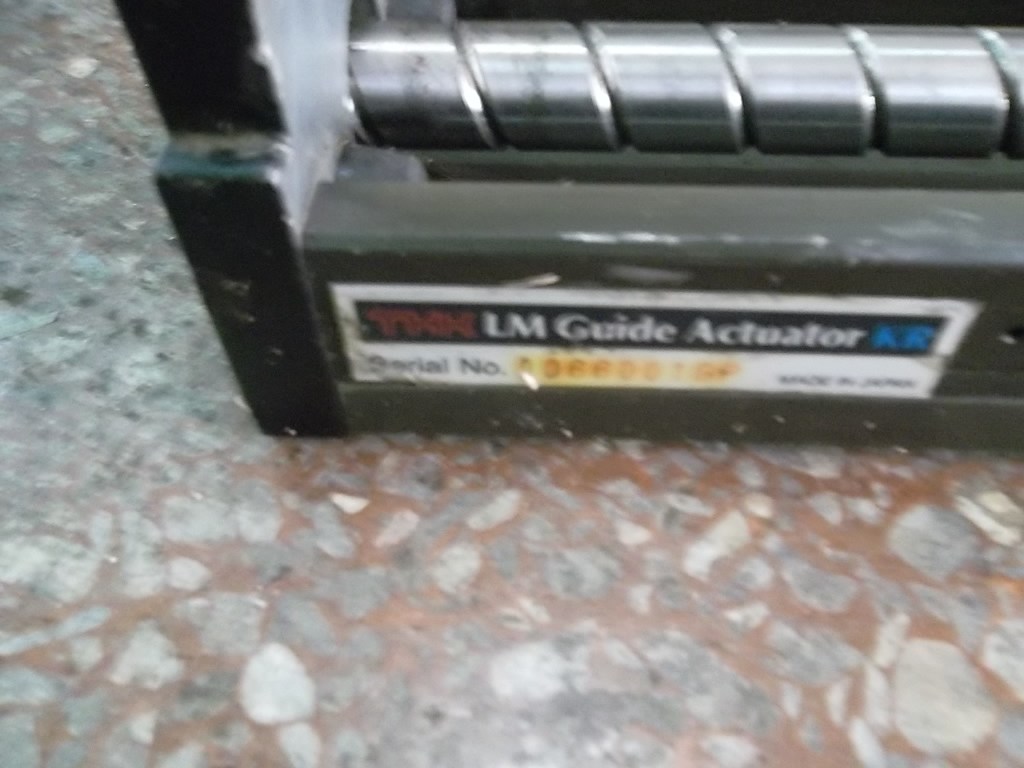 THK LM Guide Actuator KR
Serial No.
MADE IN JAPAN